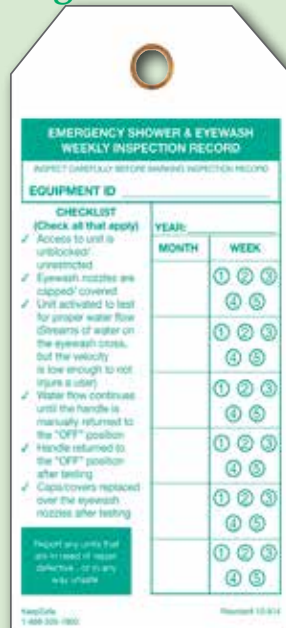 EMERGENCY SHOWER & EYEWASH
WEEKLY INSPECTION RECORD
INSPECT CAREFULLY BEFORE MARKING INSPECTION RECORD
EQUIPMENT ID
CHECKLIST
(Check all that apply)
✓ Access to unit is
unblocked/
unrestricted
✓ Eyewash nozzles are
capped/ covered
✓ Unit activated to test
for proper water flow
(Streams of water on
the eyewash cross,
but the velocity
is low enough to not
injure a user)
✓ Water flow continues
until the handle is
manually returned to
the "OFF" position
✓ Handle returned to
the "OFF" position
after testing
✓ Caps/covers replaced
over the eyewash
nozzles after testing
Report any units that
are in need of repair
defective, or in any
way unsafe
YEAR:
MONTH WEEK
1 2 3
4 5
1 2 3
4 5
1 2 3
4 5
1 2 3
4 5
1 2 3
4 5
1 2 3
4 5
KeepSafe
Revised